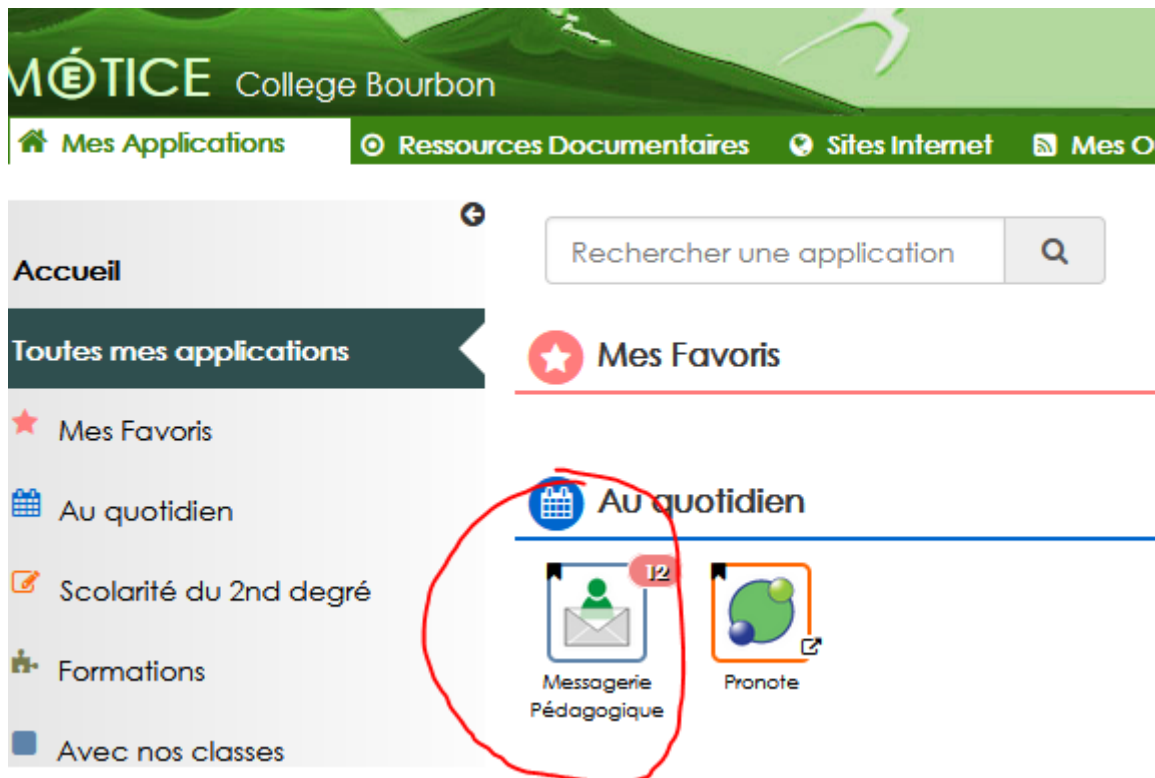 MÉTICE College Bourbon
Mes Applications Ressources Documentaires Sites Internet Mes O
Rechercher une application
Accueil
Toutes mes applications
Mes Favoris
Mes Favoris
Au quotidien
Au quotidien
Scolarité du 2nd degré
Formations
Avec nos classes
12
Messagerie
Pédagogique
Pronote